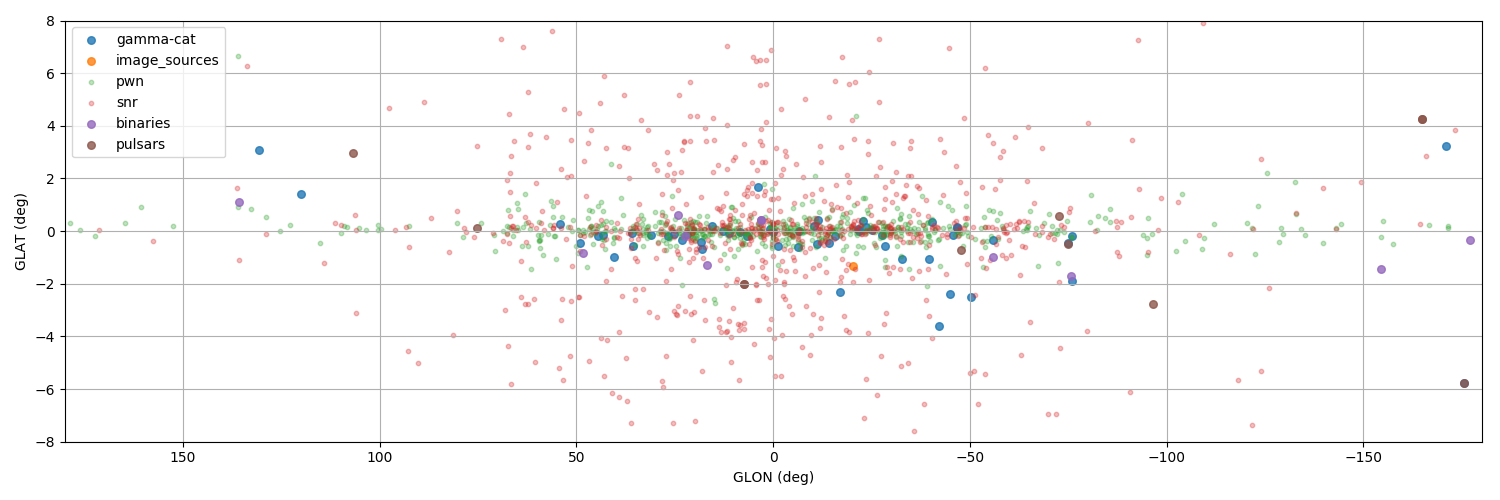 gamma-cat
image_sources
pwn
snr
binaries
pulsars
8
6
4
2
0
−2
−4
−6
−8
GLAT (deg)
150
100
50
0
−50
−100
−150
GLON (deg)